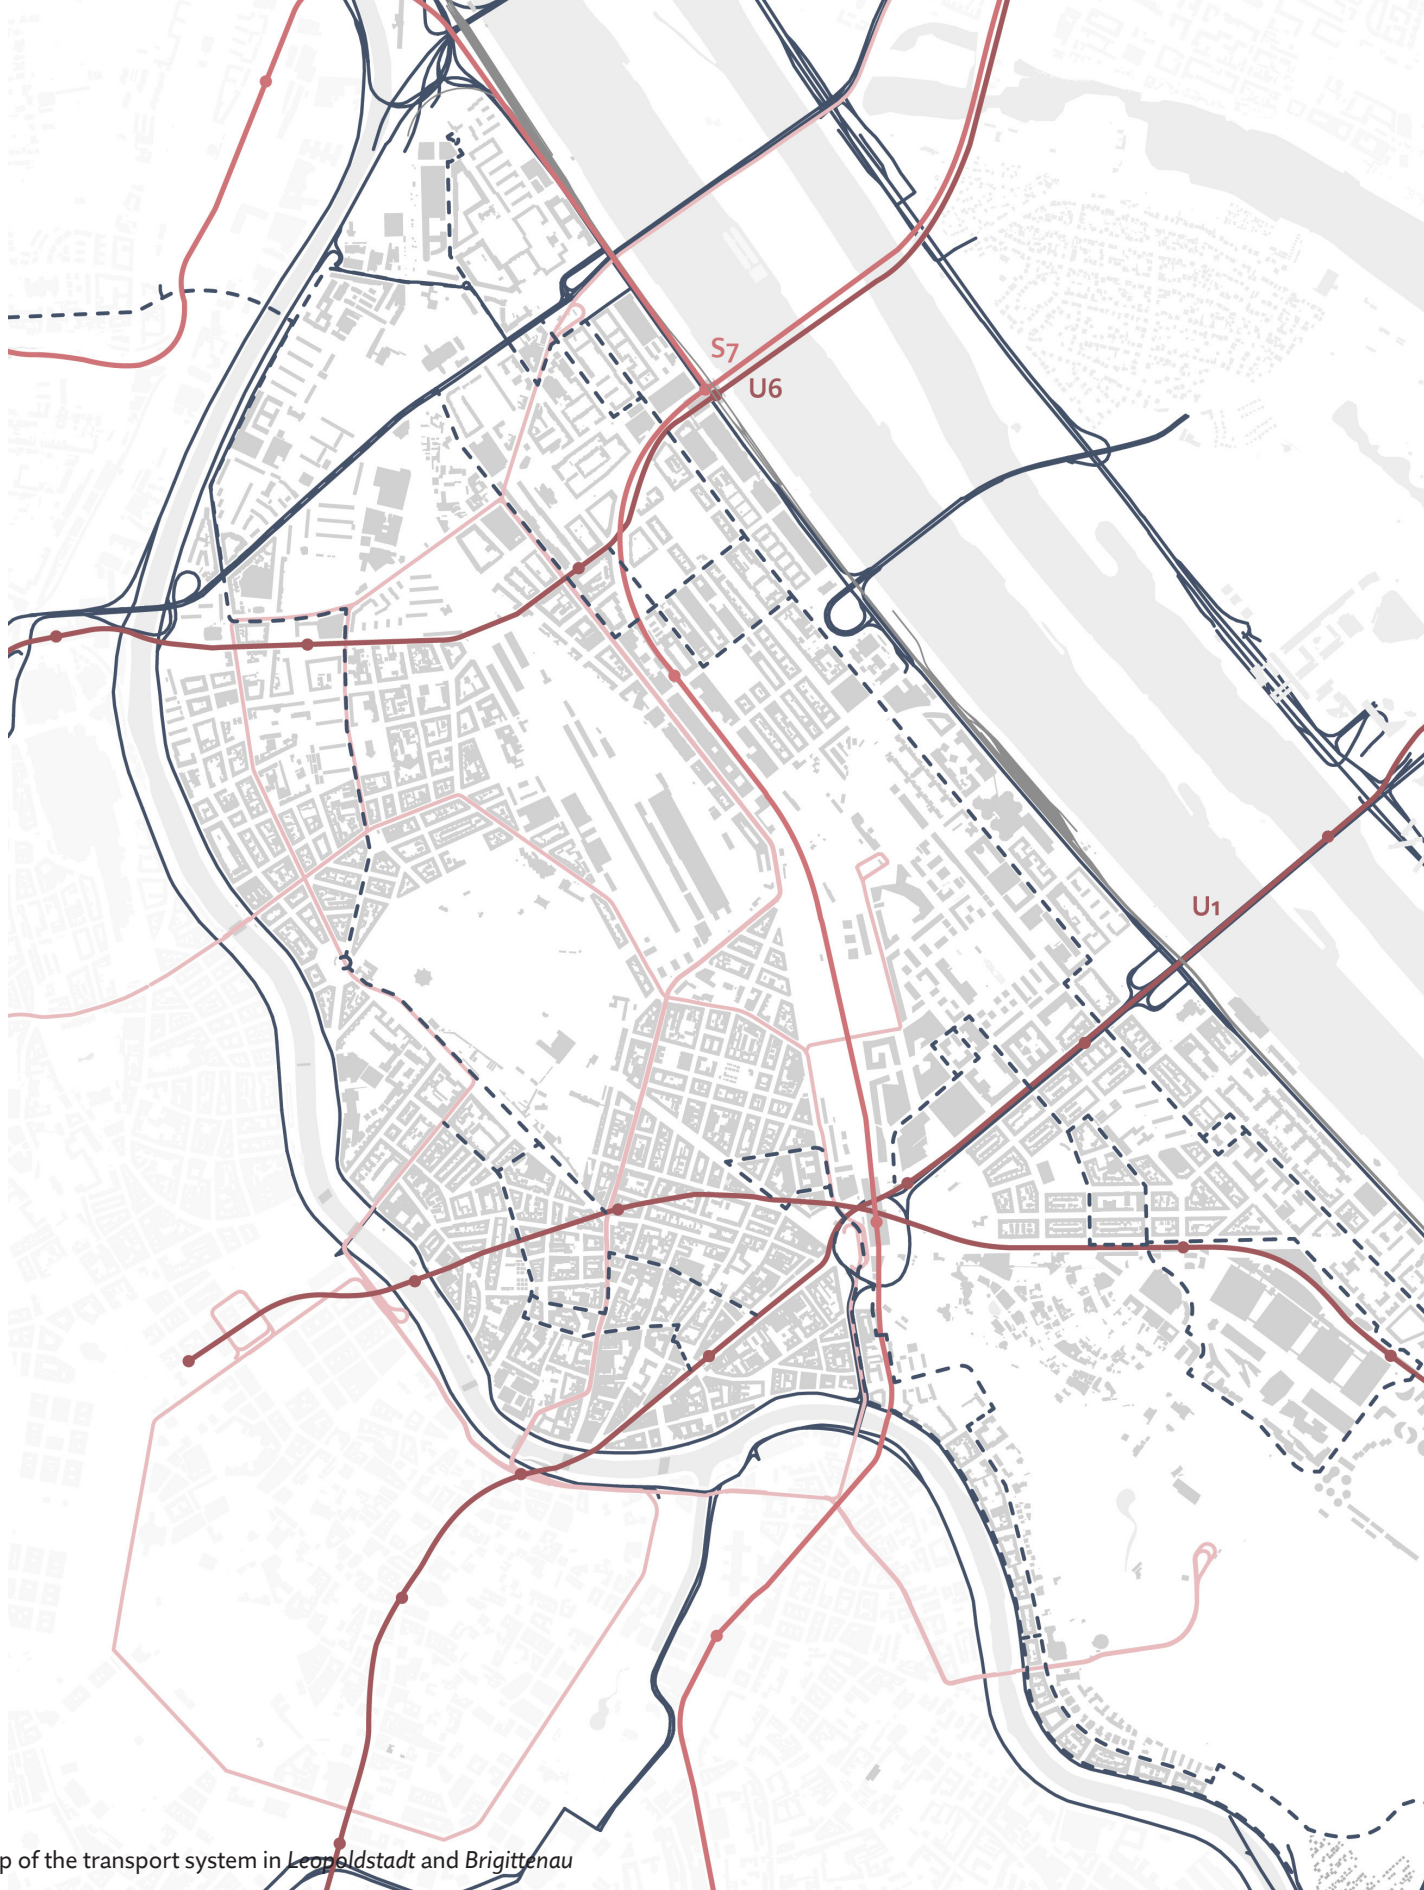 S7
U6
U1
p of the transport system in Leopoldstadt and Brigittenau